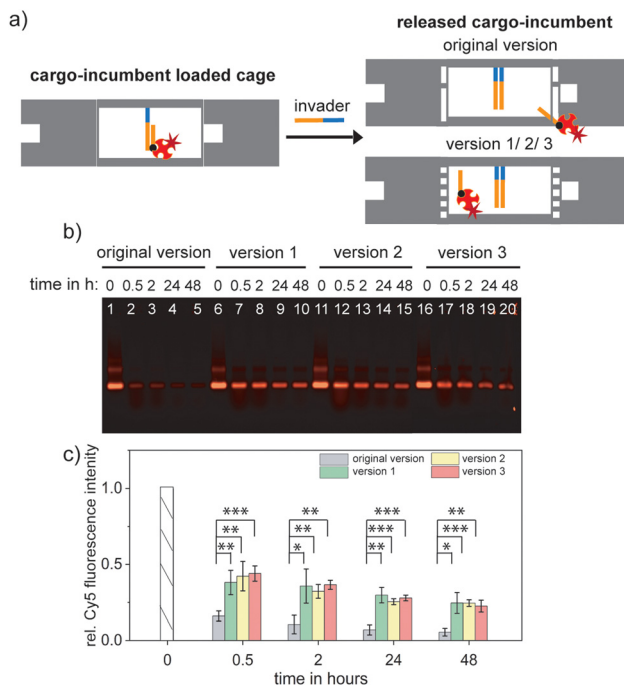 a)
released cargo-incumbent
original version
cargo-incumbent loaded cage
invader
version 1/ 2/ 3
b)
original version version 1 version 2 version 3
time in h: 0 0.5 2 24 48 0 0.5 2 24 48 0 0.5 2 24 48 0 0.5 2 24 48
1 2 3 4 5 6 7 8 9 10 11 12 13 14 15 16 17 18 19 20
c)
rel. Cy5 fluorescence intenity
original version version 2
version 1 version 3
1.0
*** ** *** **
** ** *** ***
** * ** *
0.5
0.0
0 0.5 2 24 48
time in hours